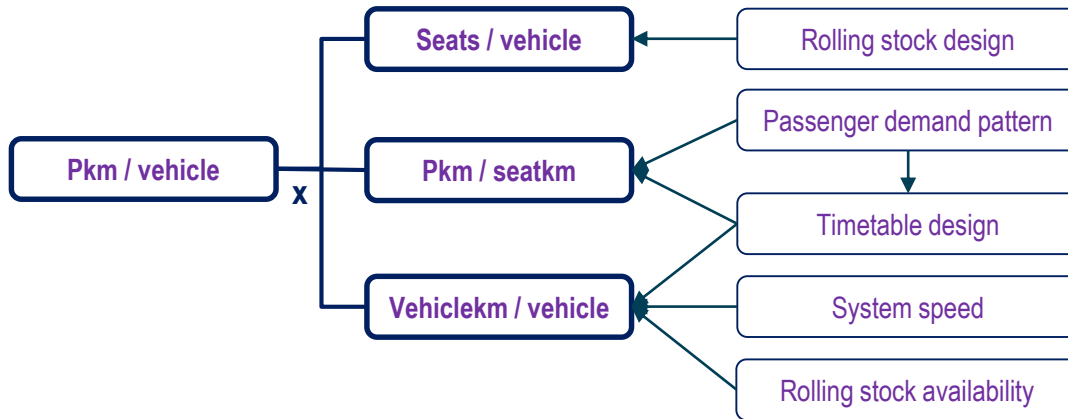 Seats / vehicle
Rolling stock design
Passenger demand pattern
Pkm / vehicle
x
Pkm / seatkm
Timetable design
Vehiclekm / vehicle
System speed
Rolling stock availability